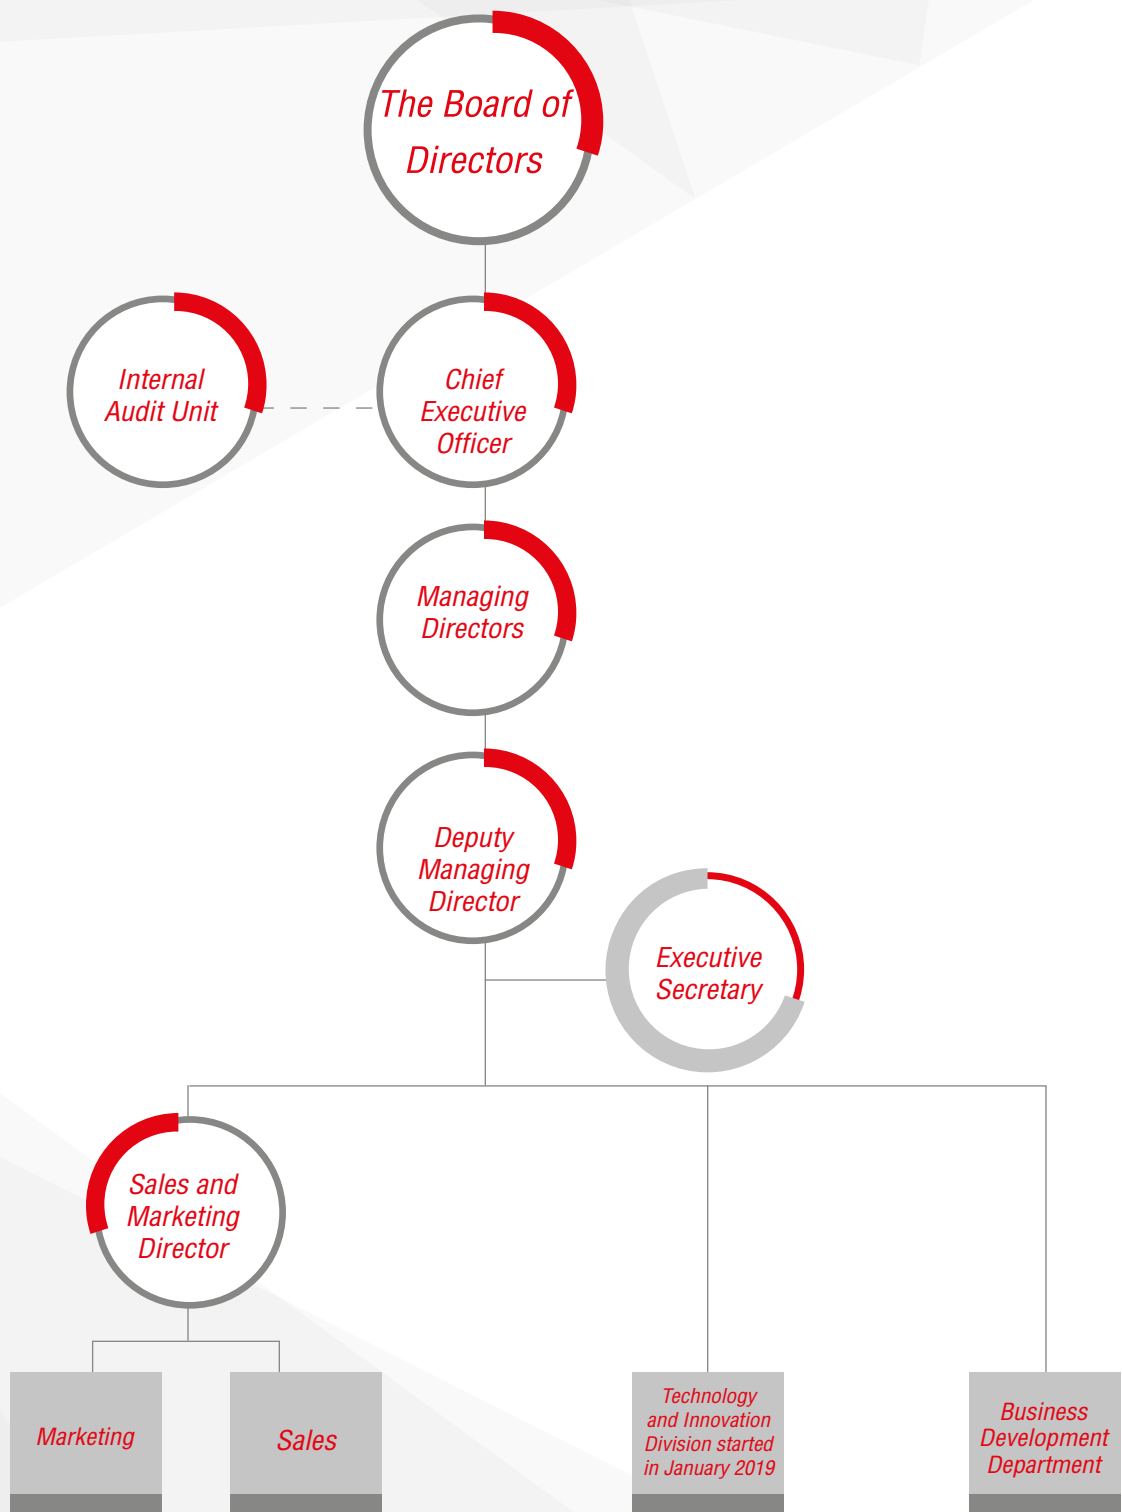 The Board of
Directors
Internal
Audit Unit
Chief
Executive
Officer
Managing
Directors
Deputy
Managing
Director
Executive
Secretary
Sales and
Marketing
Director
Marketing
Sales
Technology
and Innovation
Division started
in January 2019
Business
Development
Department